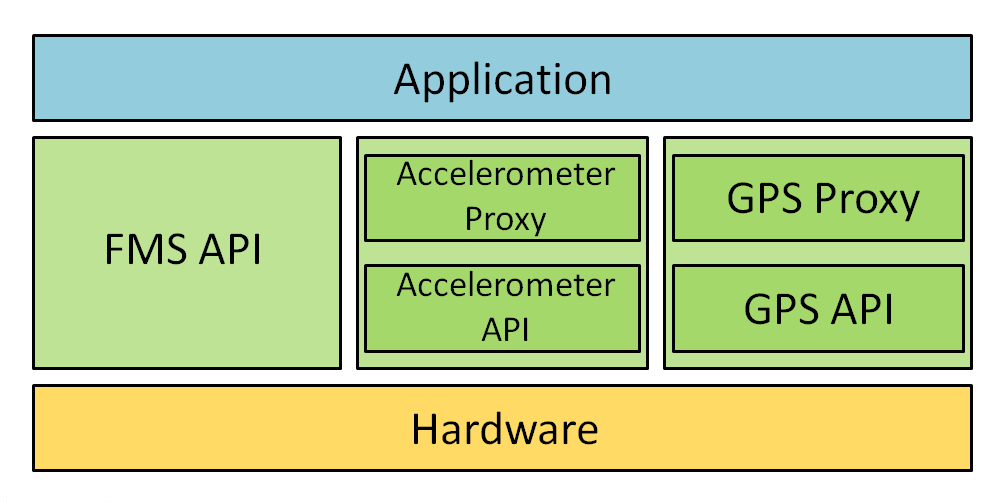 Application
FMS API
Accelerometer
Proxy
Accelerometer
API
GPS Proxy
GPS API
Hardware